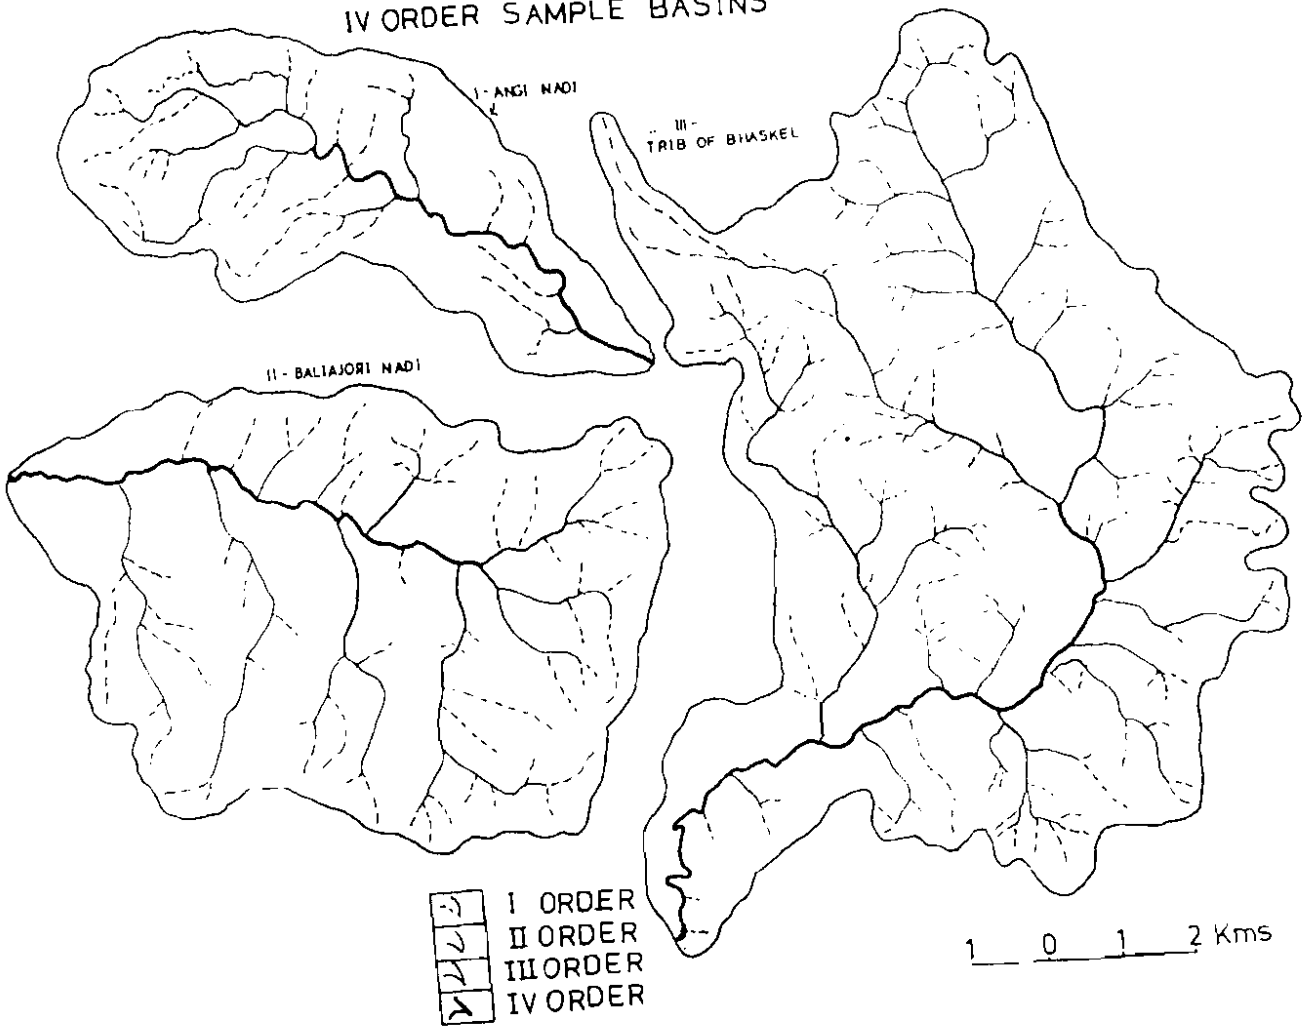 IV ORDER SAMPLE BASINS
I - ANGI NADI
III -
TRIB OF BHASKEL
II - BALIAJORI NADI
I ORDER
II ORDER
III ORDER
IV ORDER
1 0 1 2 Kms